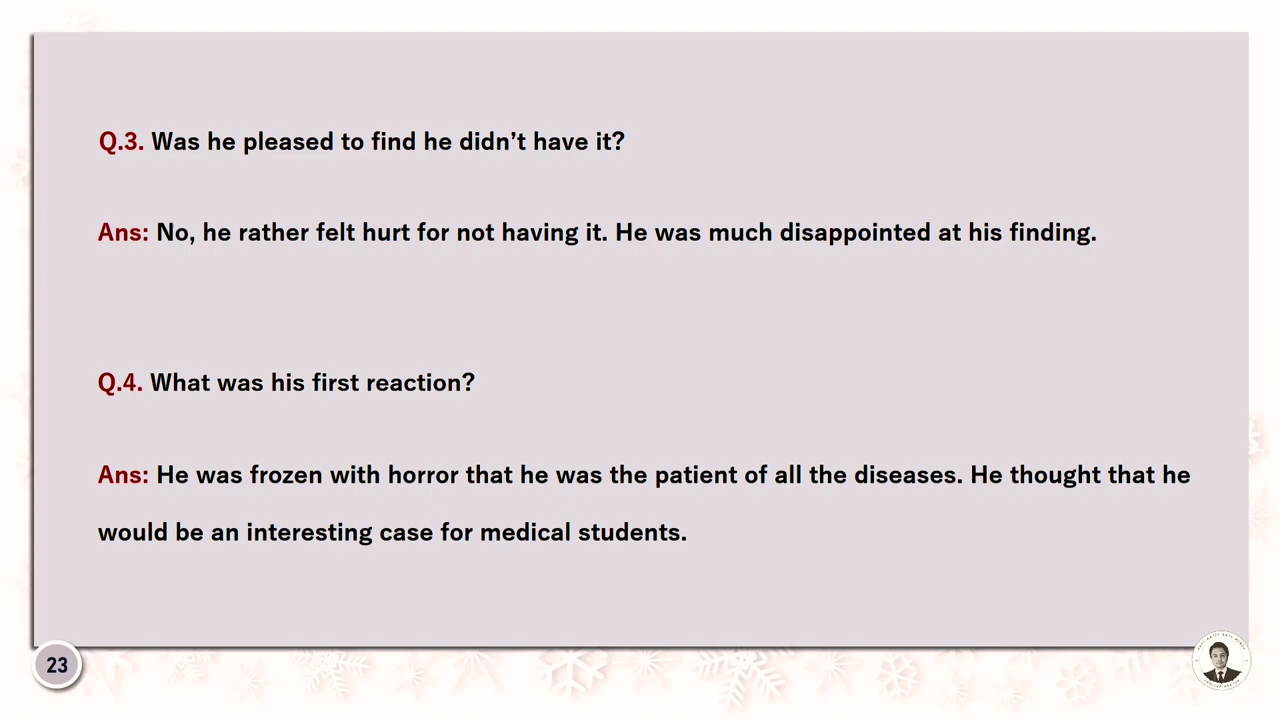 Q.3. Was he pleased to find he didn’t have it?
Ans: No, he rather felt hurt for not having it. He was much disappointed at his finding.
Q.4. What was his first reaction?
Ans: He was frozen with horror that he was the patient of all the diseases. He thought that he
would be an interesting case for medical students.
23